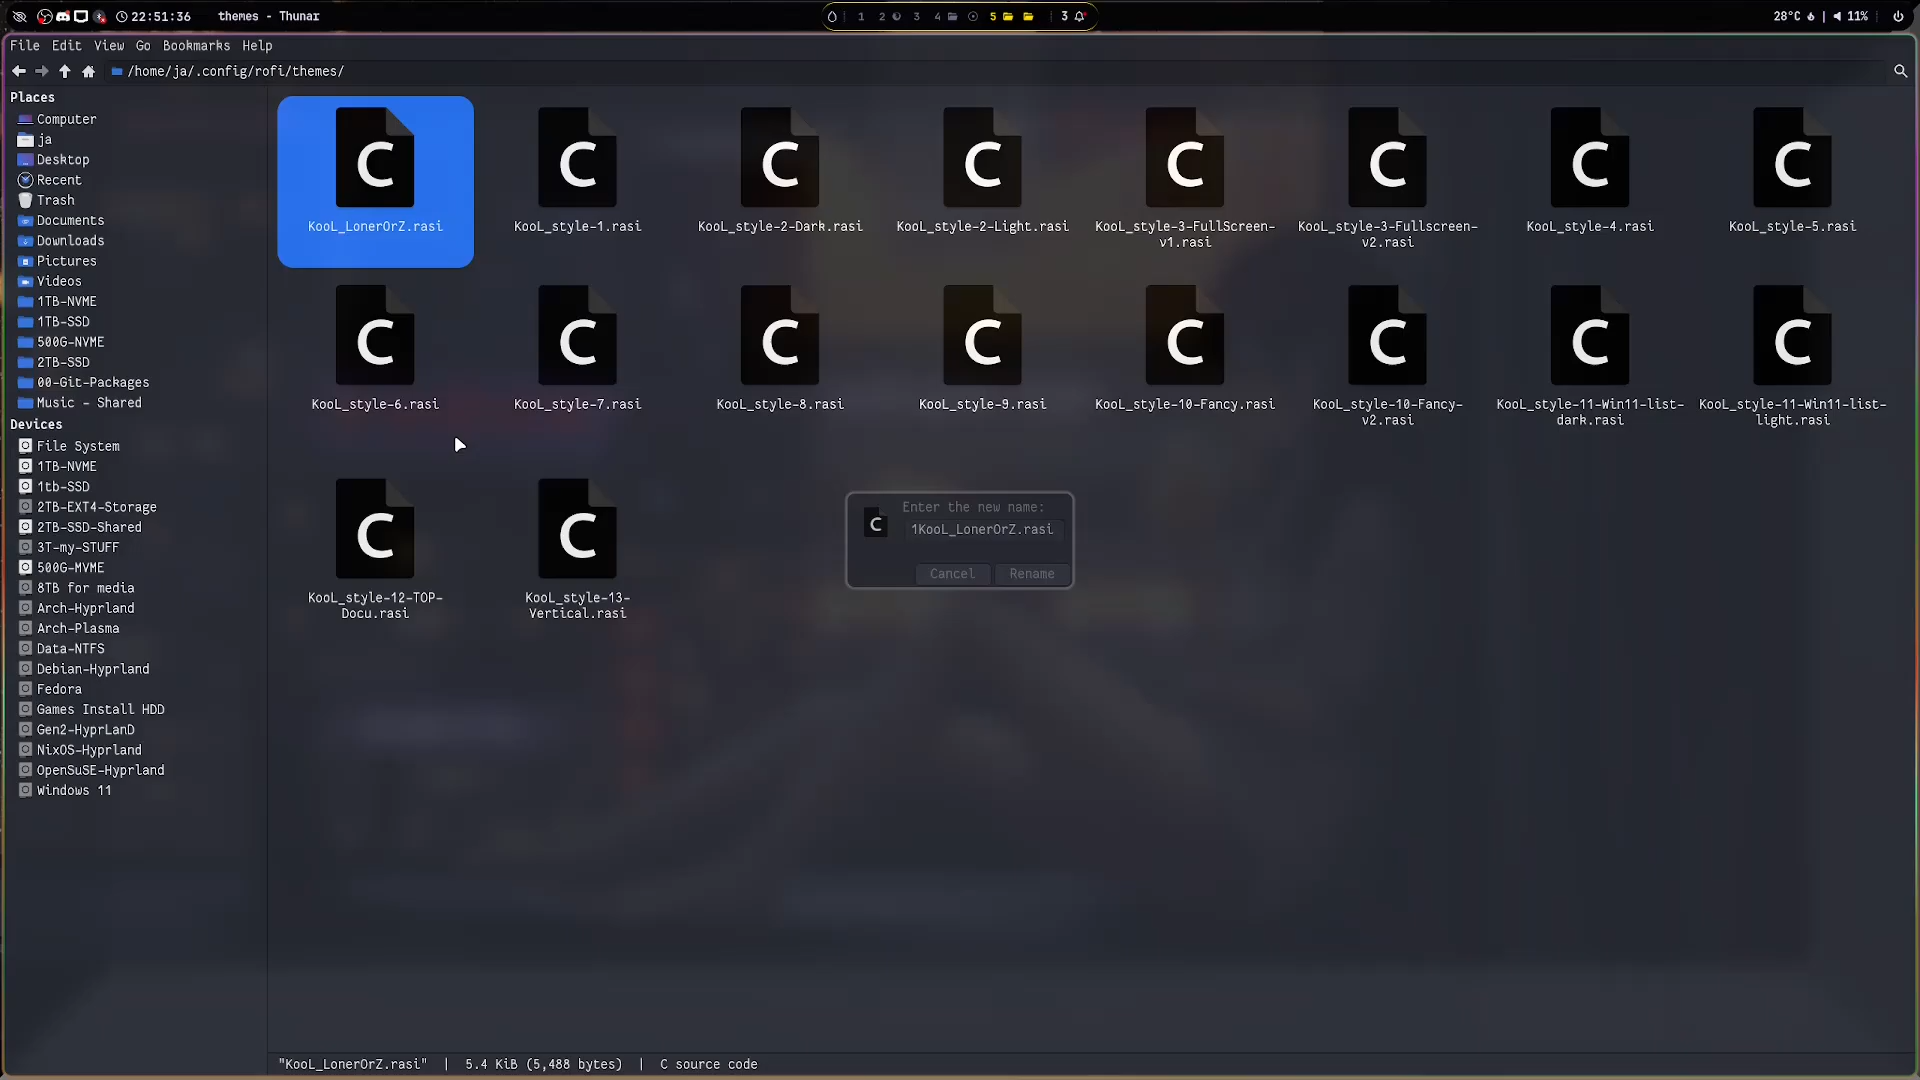 22:51:36 themes - Thunar
1 2 3 4 5 3
28°C | 11%
File Edit View Go Bookmarks Help
/home/ja/.config/rofi/themes/
Places
Computer
ja
Desktop
Recent
Trash
Documents
Downloads
Pictures
Videos
1TB-NVME
1TB-SSD
500G-NVME
2TB-SSD
00-Git-Packages
Music - Shared
Devices
File System
1TB-NVME
1tb-SSD
2TB-EXT4-Storage
2TB-SSD-Shared
3T-my-STUFF
500G-MVME
8TB for media
Arch-Hyprland
Arch-Plasma
Data-NTFS
Debian-Hyprland
Fedora
Games Install HDD
Gen2-HyprLanD
NixOS-Hyprland
OpenSuSE-Hyprland
Windows 11
C C C C C C C C
KooL_LonerOrZ.rasi KooL_style-1.rasi KooL_style-2-Dark.rasi KooL_style-2-Light.rasi KooL_style-3-FullScreen- KooL_style-3-Fullscreen- KooL_style-4.rasi KooL_style-5.rasi
v1.rasi v2.rasi
C C C C C C C C
KooL_style-6.rasi KooL_style-7.rasi KooL_style-8.rasi KooL_style-9.rasi KooL_style-10-Fancy.rasi KooL_style-10-Fancy- KooL_style-11-Win11-list- KooL_style-11-Win11-list-
v2.rasi dark.rasi light.rasi
C C
KooL_style-12-TOP- KooL_style-13-
Docu.rasi Vertical.rasi
Enter the new name:
C 1KooL_LonerOrZ.rasi
Cancel Rename
"KooL_LonerOrZ.rasi" | 5.4 KiB (5,488 bytes) | C source code